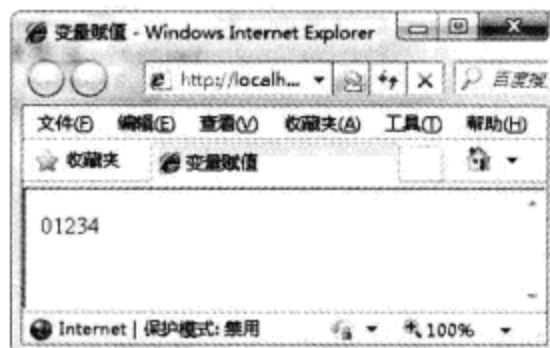 变量赋值 - Windows Internet Explorer
http://localh... 百度搜
文件(F) 编辑(E) 查看(V) 收藏夹(A) 工具(T) 帮助(H)
收藏夹 变量赋值
01234
Internet | 保护模式: 禁用 100%